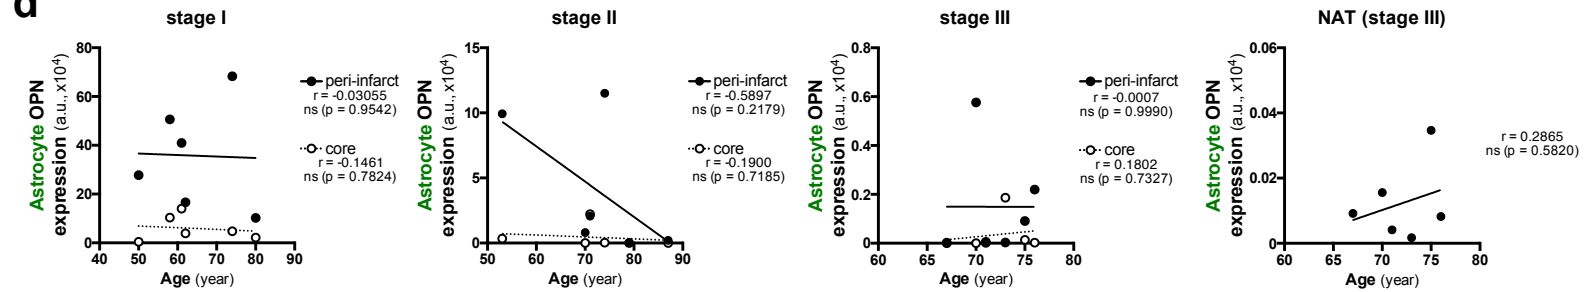 d
stage I
Astrocyte OPN
expression (a.u., x10⁴)
80
60
40
20
0
40 50 60 70 80 90
Age (year)
peri-infarct
r = -0.03055
ns (p = 0.9542)
core
r = -0.1461
ns (p = 0.7824)
stage II
Astrocyte OPN
expression (a.u., x10⁴)
15
10
5
0
50 60 70 80 90
Age (year)
peri-infarct
r = -0.5897
ns (p = 0.2179)
core
r = -0.1900
ns (p = 0.7185)
stage III
Astrocyte OPN
expression (a.u., x10⁴)
0.8
0.6
0.4
0.2
0
60 65 70 75 80
Age (year)
peri-infarct
r = -0.0007
ns (p = 0.9990)
core
r = 0.1802
ns (p = 0.7327)
NAT (stage III)
Astrocyte OPN
expression (a.u., x10⁴)
0.06
0.04
0.02
0
60 65 70 75 80
Age (year)
r = 0.2865
ns (p = 0.5820)